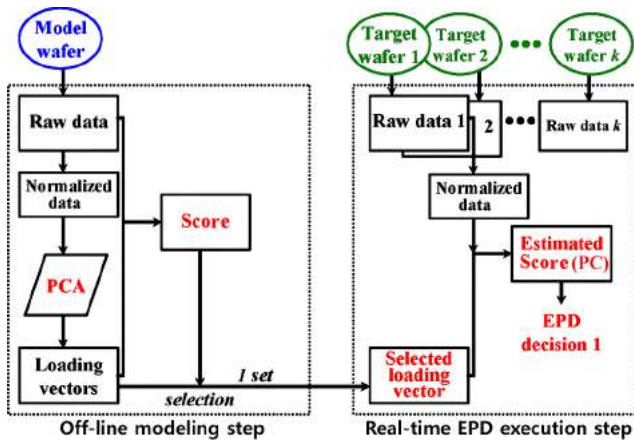 Model
wafer
Target
wafer 1
Target
wafer 2
Target
wafer k
Raw data
Normalized
data
PCA
Loading
vectors
Score
1 set
selection
Off-line modeling step
Raw data 1
2
Raw data k
Normalized
data
Estimated
Score (PC)
EPD
decision 1
Selected
loading
vector
Real-time EPD execution step